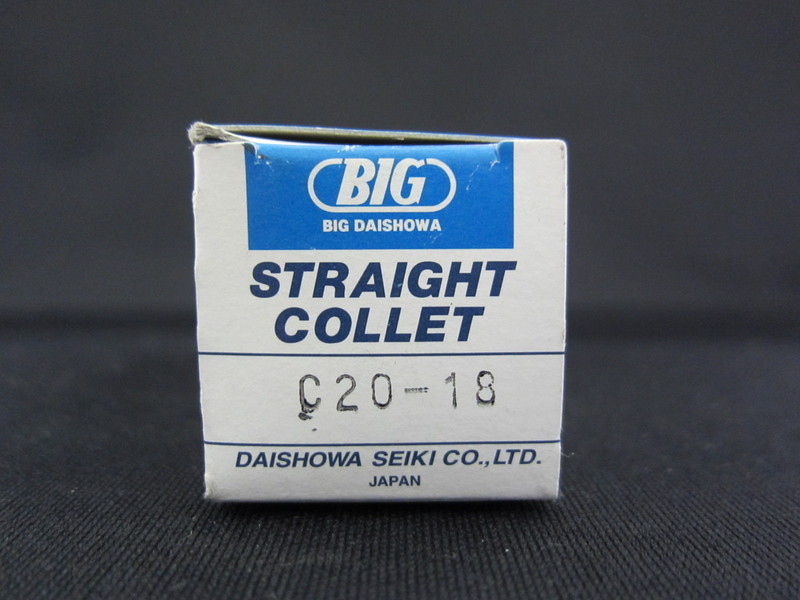 BIG
BIG DAISHOWA
STRAIGHT
COLLET
C20-18
DAISHOWA SEIKI CO.,LTD.
JAPAN